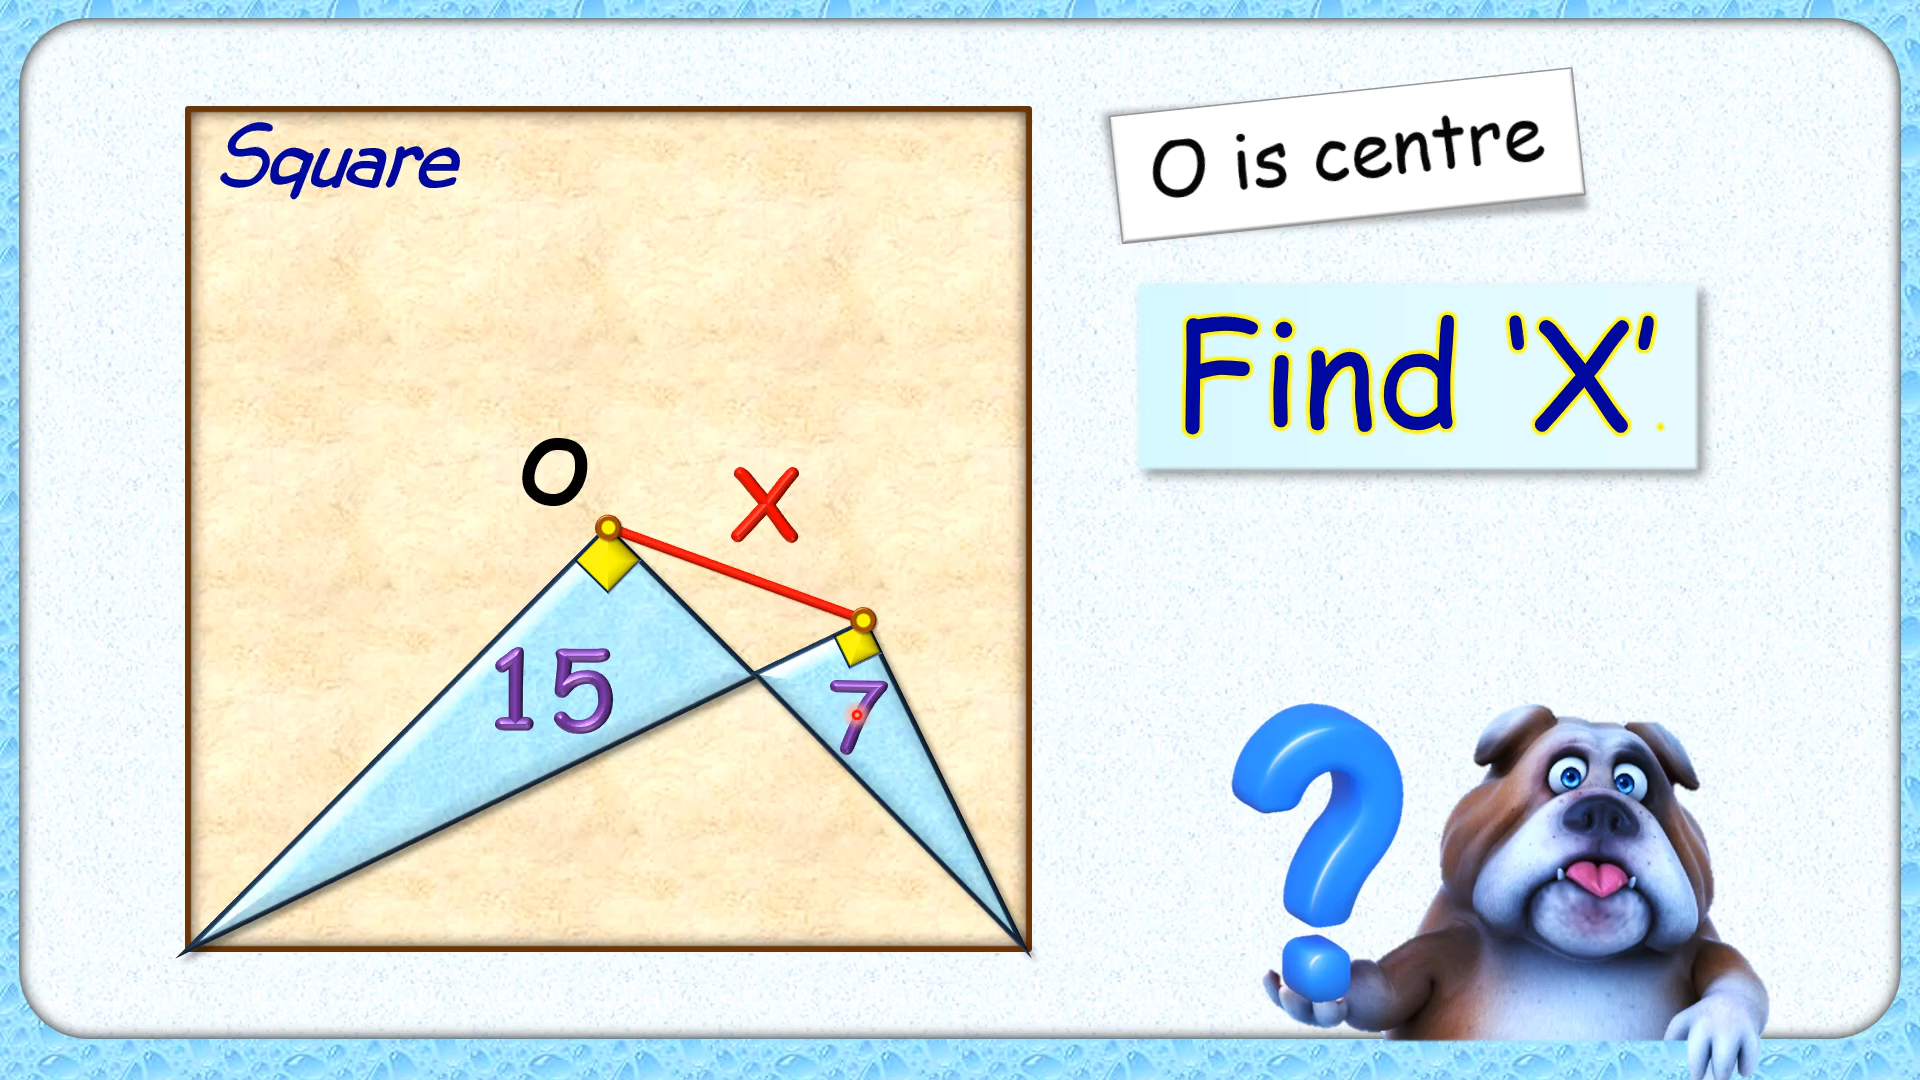 Square
O is centre
Find ‘X’.
O
X
15
7